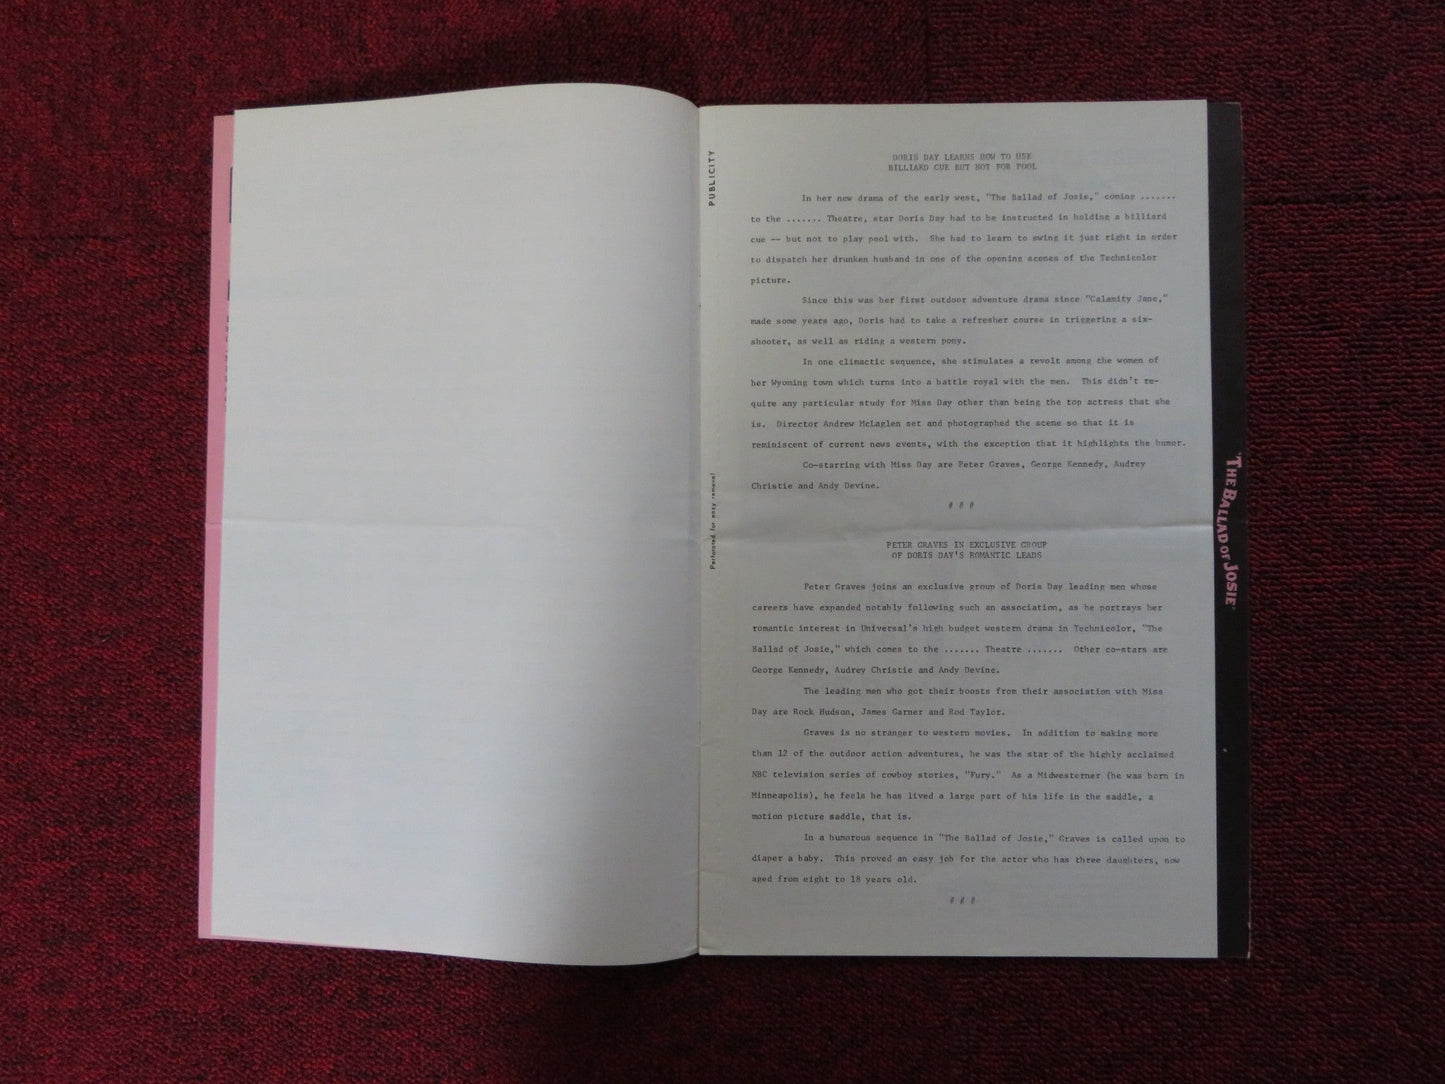 PUBLICITY
Perforated for easy removal
DORIS DAY LEARNS HOW TO USE
BILLIARD CUE BUT NOT FOR POOL
In her new drama of the early west, "The Ballad of Josie," coming .......
to the ....... Theatre, star Doris Day had to be instructed in holding a billiard
cue -- but not to play pool with. She had to learn to swing it just right in order
to dispatch her drunken husband in one of the opening scenes of the Technicolor
picture.
Since this was her first outdoor adventure drama since "Calamity Jane,"
made some years ago, Doris had to take a refresher course in triggering a six-
shooter, as well as riding a western pony.
In one climactic sequence, she stimulates a revolt among the women of
her Wyoming town which turns into a battle royal with the men. This didn't re-
quire any particular study for Miss Day other than being the top actress that she
is. Director Andrew McLaglen set and photographed the scene so that it is
reminiscent of current news events, with the exception that it highlights the humor.
Co-starring with Miss Day are Peter Graves, George Kennedy, Audrey
Christie and Andy Devine.
# # #
PETER GRAVES IN EXCLUSIVE GROUP
OF DORIS DAY'S ROMANTIC LEADS
Peter Graves joins an exclusive group of Doris Day leading men whose
careers have expanded notably following such an association, as he portrays her
romantic interest in Universal's high budget western drama in Technicolor, "The
Ballad of Josie," which comes to the ....... Theatre ....... Other co-stars are
George Kennedy, Audrey Christie and Andy Devine.
The leading men who got their boosts from their association with Miss
Day are Rock Hudson, James Garner and Rod Taylor.
Graves is no stranger to western movies. In addition to making more
than 12 of the outdoor action adventures, he was the star of the highly acclaimed
NBC television series of cowboy stories, "Fury." As a Midwesterner (he was born in
Minneapolis), he feels he has lived a large part of his life in the saddle, a
motion picture saddle, that is.
In a humorous sequence in "The Ballad of Josie," Graves is called upon to
diaper a baby. This proved an easy job for the actor who has three daughters, now
aged from eight to 18 years old.
# # #
"THE BALLAD OF JOSIE"